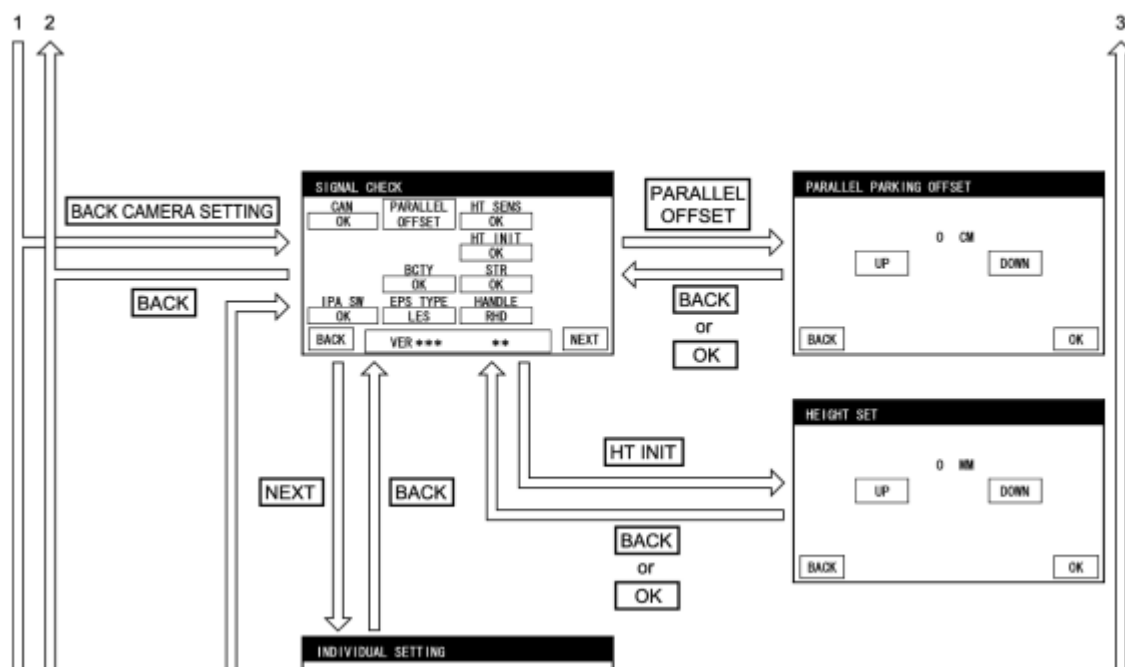 1 2 3
SIGNAL CHECK
CAN
OK
PARALLEL
OFFSET
HT SENS
OK
HT INIT
OK
BCTY
OK
STR
OK
IPA SW
OK
EPS TYPE
LES
HANDLE
RHD
BACK
VER *** **
NEXT
BACK CAMERA SETTING
BACK
PARALLEL
OFFSET
BACK
or
OK
PARALLEL PARKING OFFSET
0 CM
UP DOWN
BACK OK
HT INIT
BACK
or
OK
HEIGHT SET
0 MM
UP DOWN
BACK OK
NEXT
BACK
INDIVIDUAL SETTING